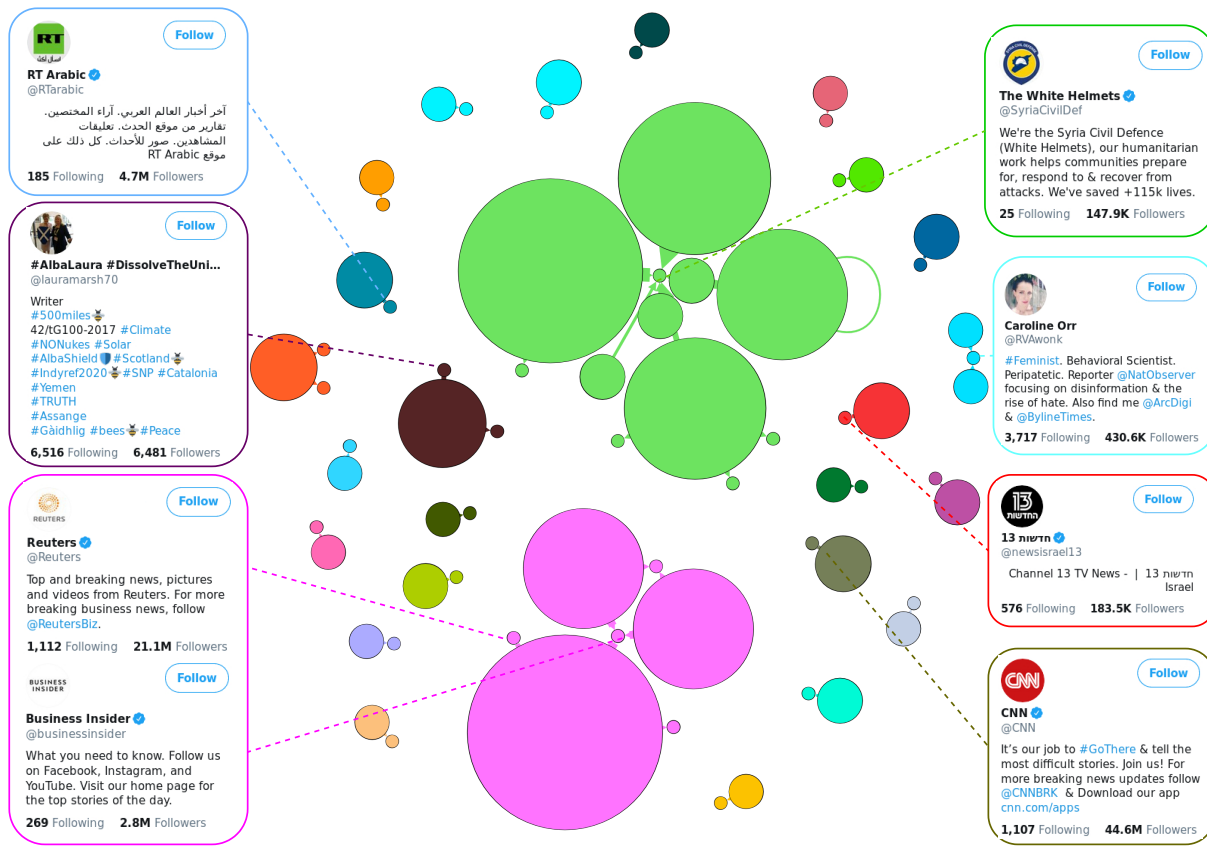 RT
Follow
RT Arabic
@RTarabic
آخر أخبار العالم العربي. آراء المختصين.
تقارير من موقع الحدث. تعليقات
المشاهدين. صور للأحداث. كل ذلك على
موقع RT Arabic
185 Following 4.7M Followers
Follow
#AlbaLaura #DissolveTheUni...
@lauramarsh70
Writer
#500miles🐝
42/tG100-2017 #Climate
#NONukes #Solar
#AlbaShield🛡️#Scotland🐝
#Indyref2020🐝#SNP #Catalonia
#Yemen
#TRUTH
#Assange
#Gàidhlig #bees🐝#Peace
6,516 Following 6,481 Followers
REUTERS
Follow
Reuters
@Reuters
Top and breaking news, pictures
and videos from Reuters. For more
breaking business news, follow
@ReutersBiz.
1,112 Following 21.1M Followers
BUSINESS
INSIDER
Follow
Business Insider
@businessinsider
What you need to know. Follow us
on Facebook, Instagram, and
YouTube. Visit our home page for
the top stories of the day.
269 Following 2.8M Followers
Follow
The White Helmets
@SyriaCivilDef
We're the Syria Civil Defence
(White Helmets), our humanitarian
work helps communities prepare
for, respond to & recover from
attacks. We've saved +115k lives.
25 Following 147.9K Followers
Follow
Caroline Orr
@RVAwonk
#Feminist. Behavioral Scientist.
Peripatetic. Reporter @NatObserver
focusing on disinformation & the
rise of hate. Also find me @ArcDigi
& @BylineTimes.
3,717 Following 430.6K Followers
13
החדשות
Follow
חדשות 13
@newsisrael13
חדשות 13 | Channel 13 TV News -
Israel
576 Following 183.5K Followers
CNN
Follow
CNN
@CNN
It’s our job to #GoThere & tell the
most difficult stories. Join us! For
more breaking news updates follow
@CNNBRK & Download our app
cnn.com/apps
1,107 Following 44.6M Followers